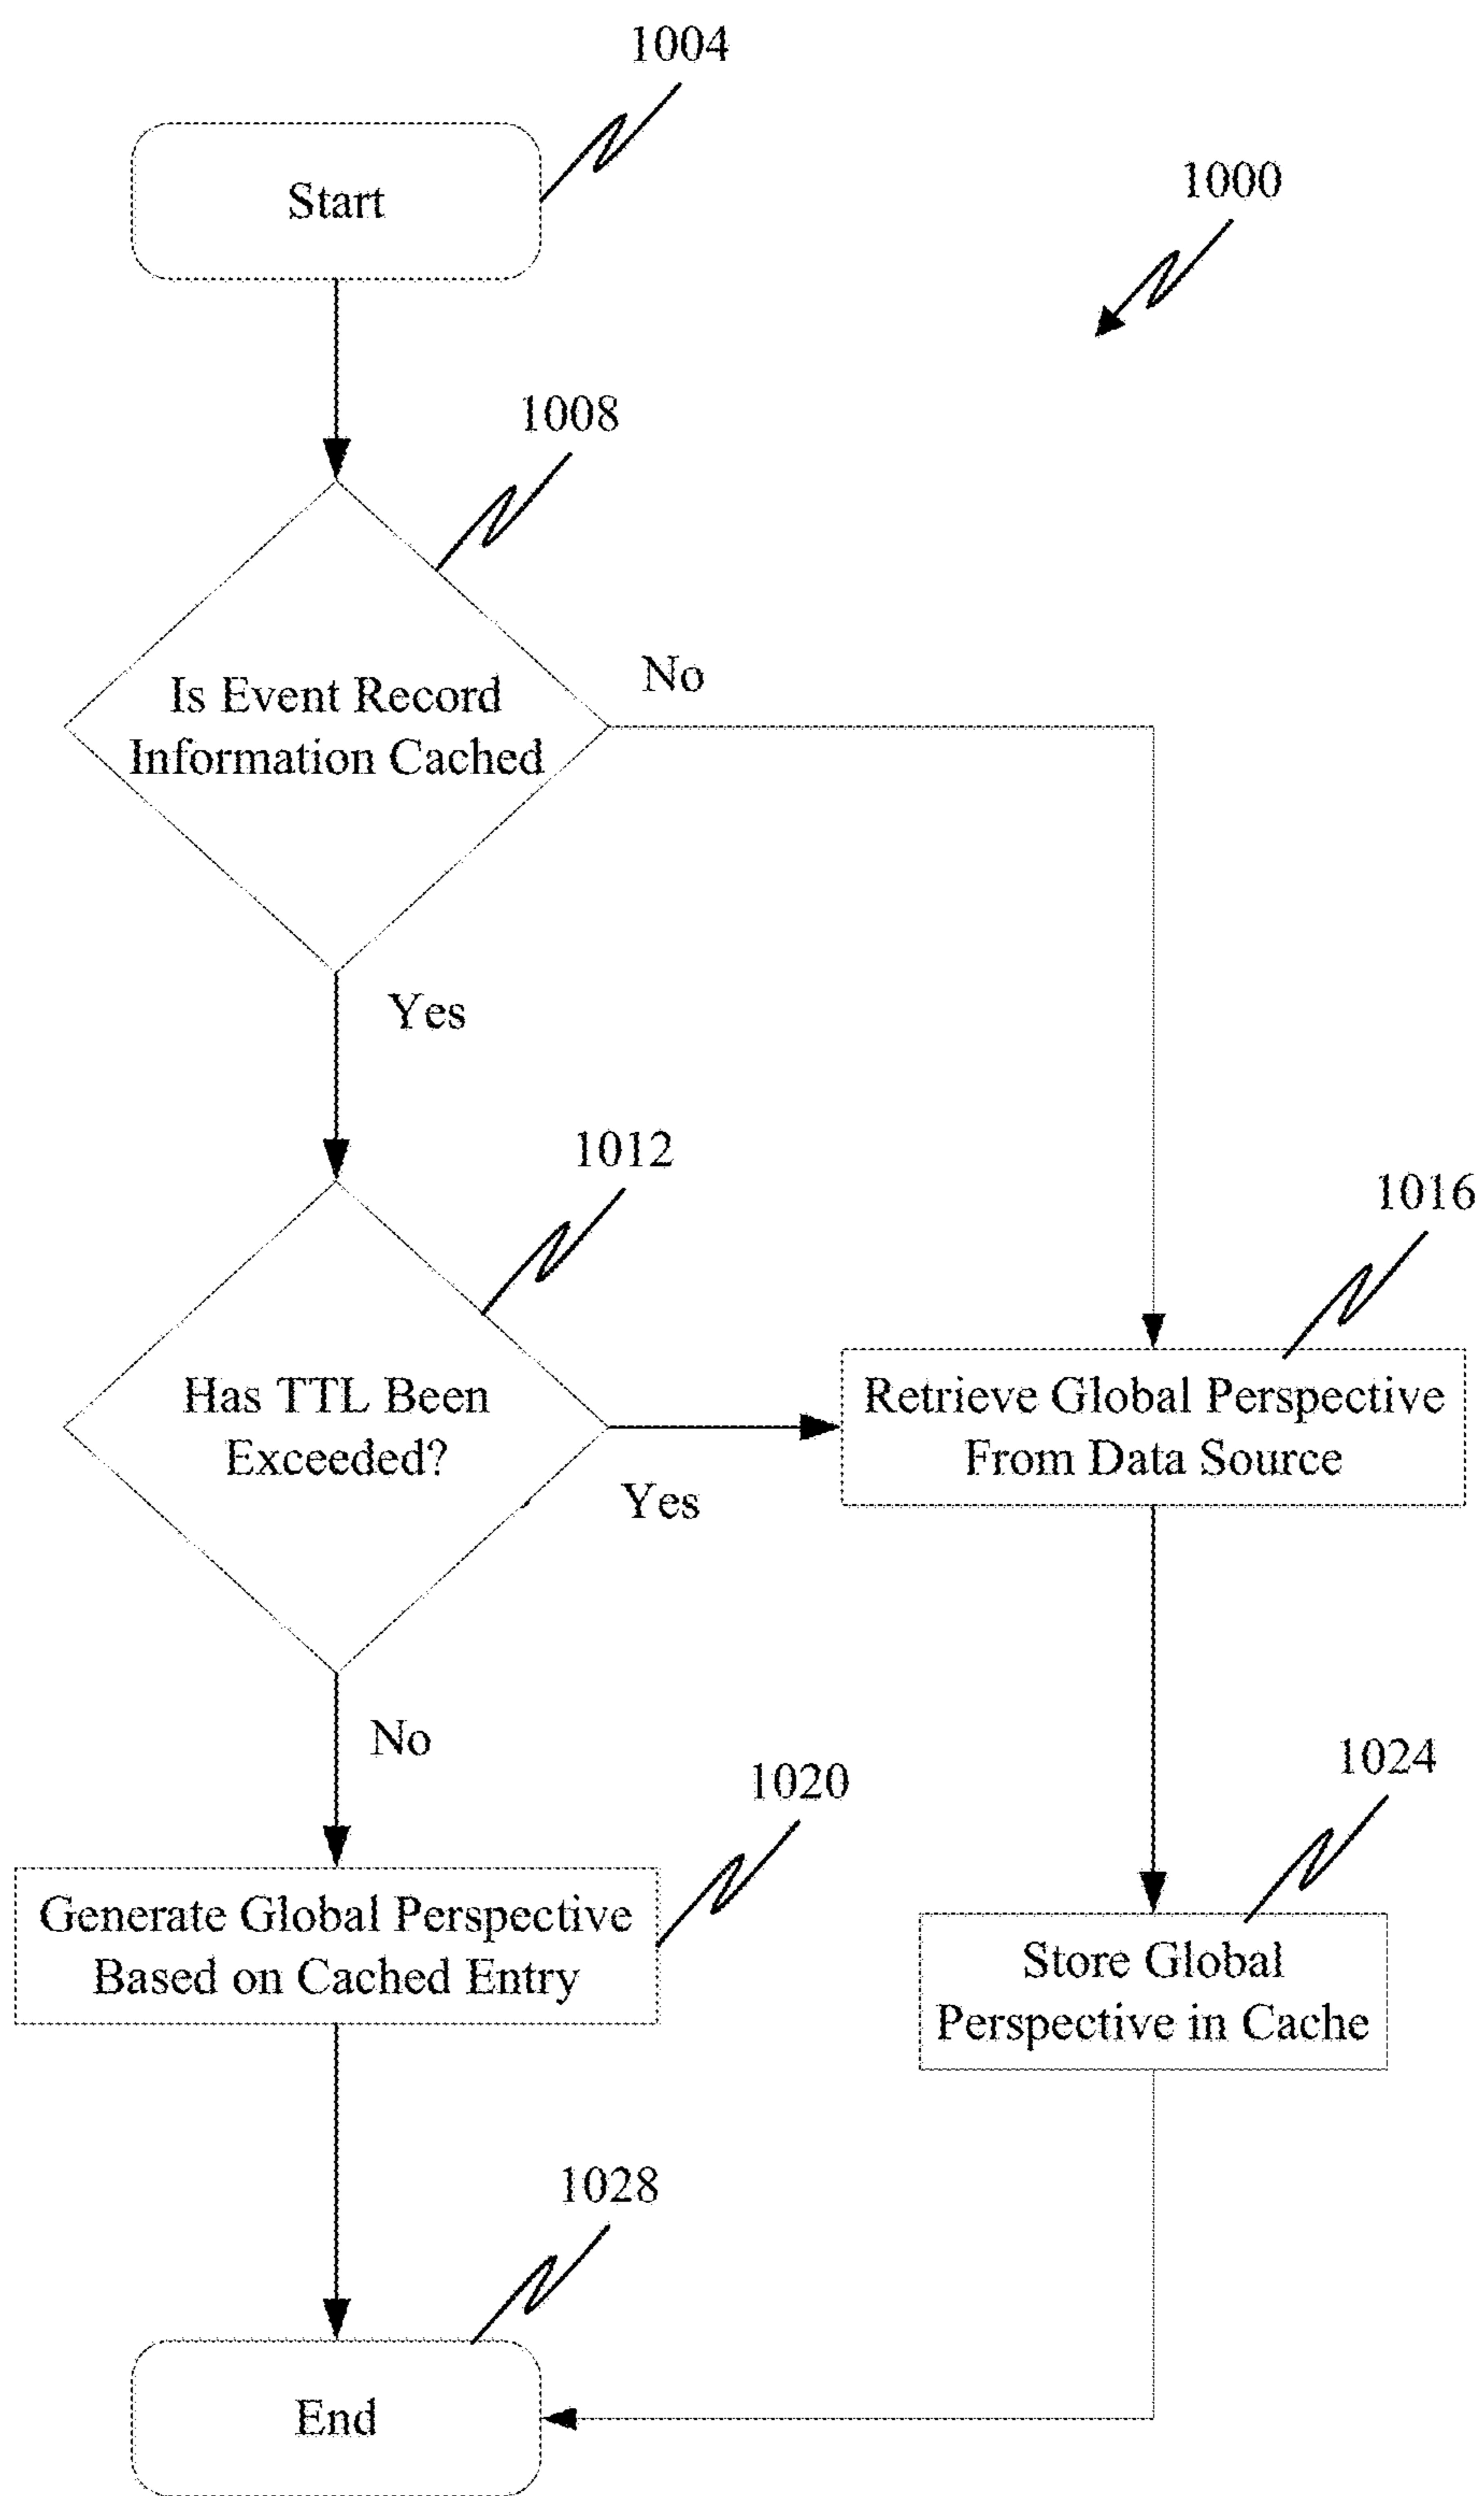 1004
Start
1000
1008
Is Event Record
Information Cached
No
Yes
1012
1016
Has TTL Been
Exceeded?
Yes
Retrieve Global Perspective
From Data Source
No
1020
1024
Generate Global Perspective
Based on Cached Entry
Store Global
Perspective in Cache
1028
End